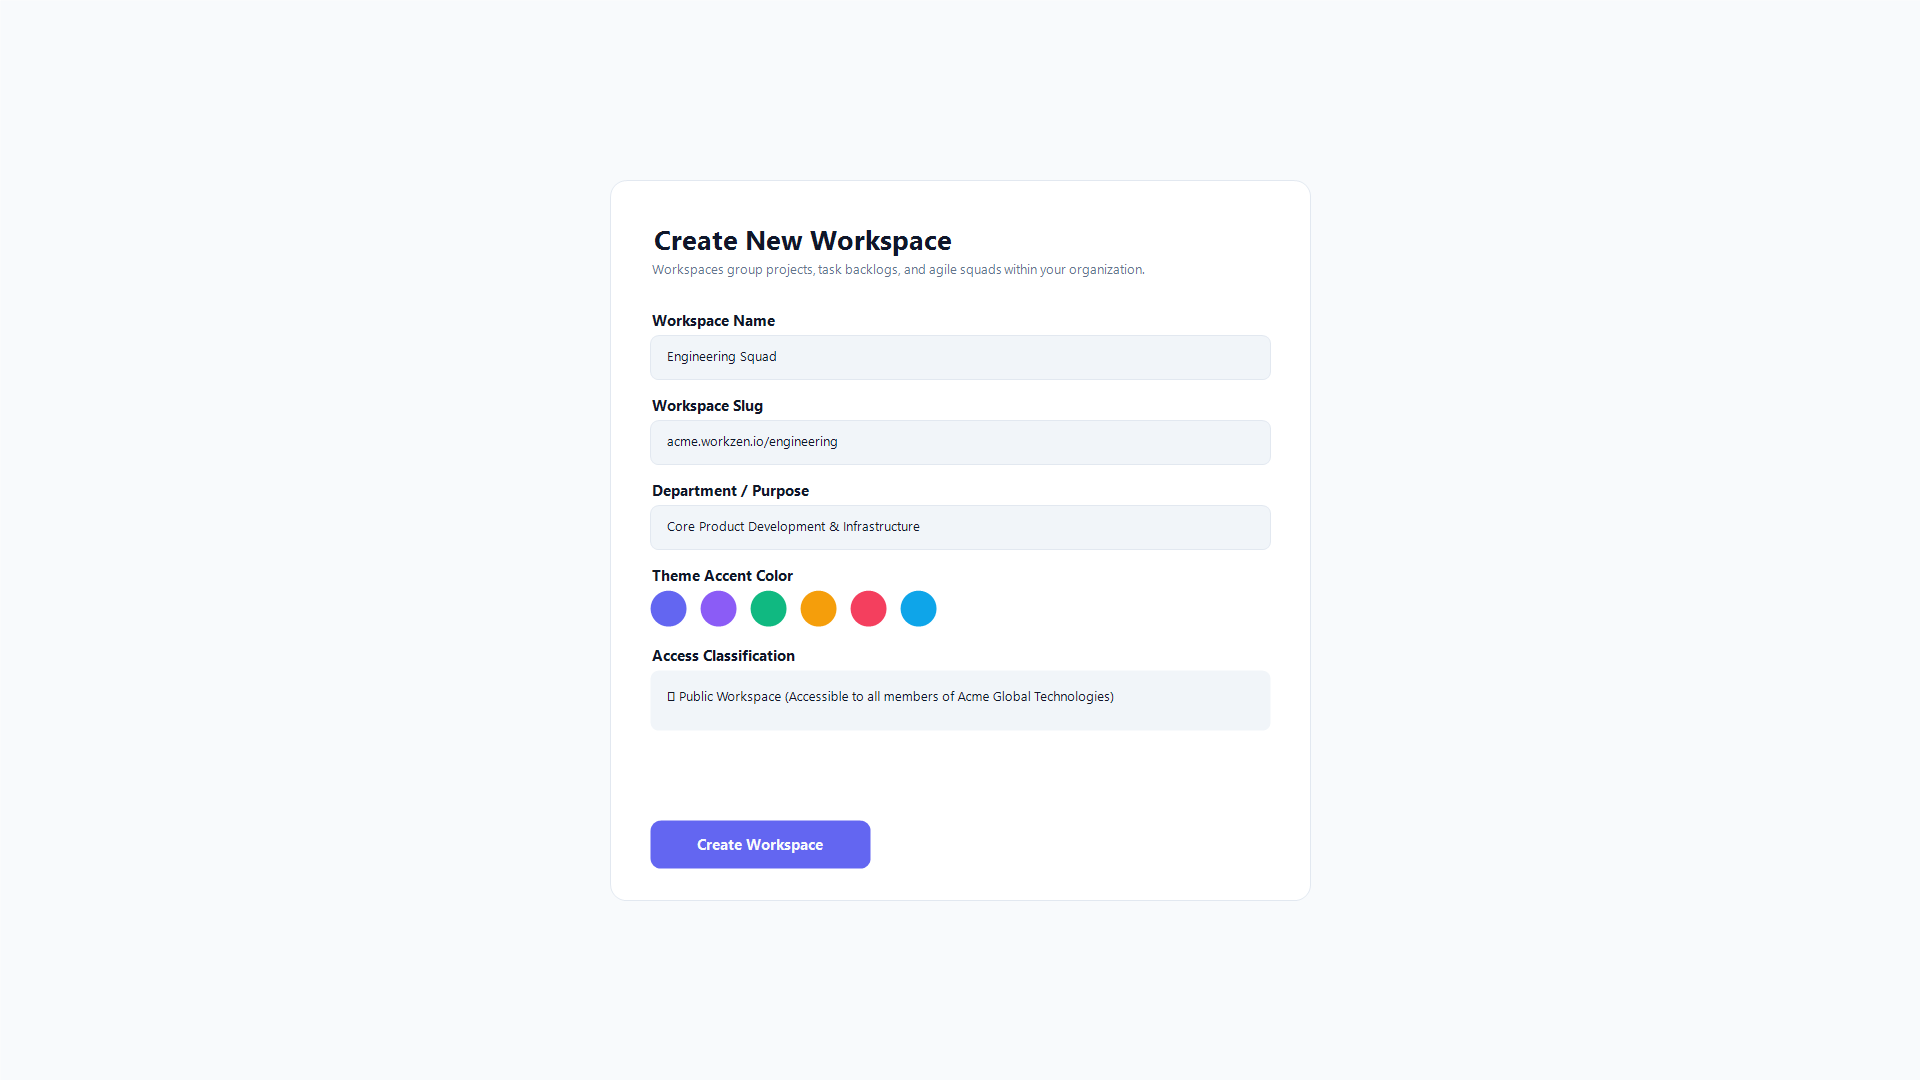 Create New Workspace
Workspaces group projects, task backlogs, and agile squads within your organization.
Workspace Name
Engineering Squad
Workspace Slug
acme.workzen.io/engineering
Department / Purpose
Core Product Development & Infrastructure
Theme Accent Color
Access Classification
Public Workspace (Accessible to all members of Acme Global Technologies)
Create Workspace